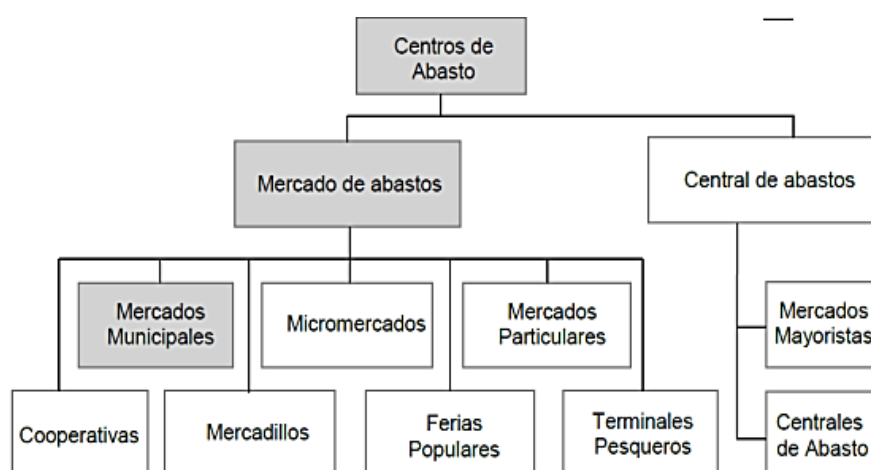 Centros de
Abasto
Mercado de abastos
Central de abastos
Mercados
Municipales
Micromercados
Mercados
Particulares
Mercados
Mayoristas
Cooperativas
Mercadillos
Ferias
Populares
Terminales
Pesqueros
Centrales
de Abasto